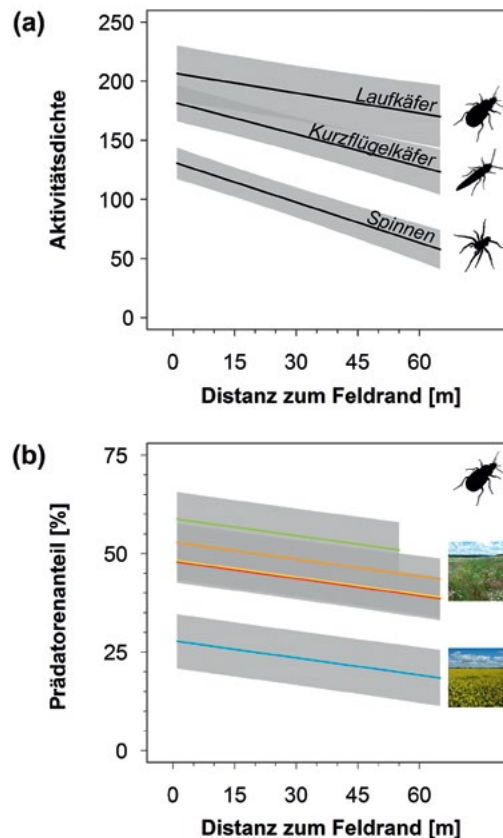 (a)
250
200
150
100
50
0
Aktivitätsdichte
Laufkäfer
Kurzflügelkäfer
Spinnen
0 15 30 45 60
Distanz zum Feldrand [m]
(b)
75
50
25
0
Prädatorenanteil [%]
0 15 30 45 60
Distanz zum Feldrand [m]